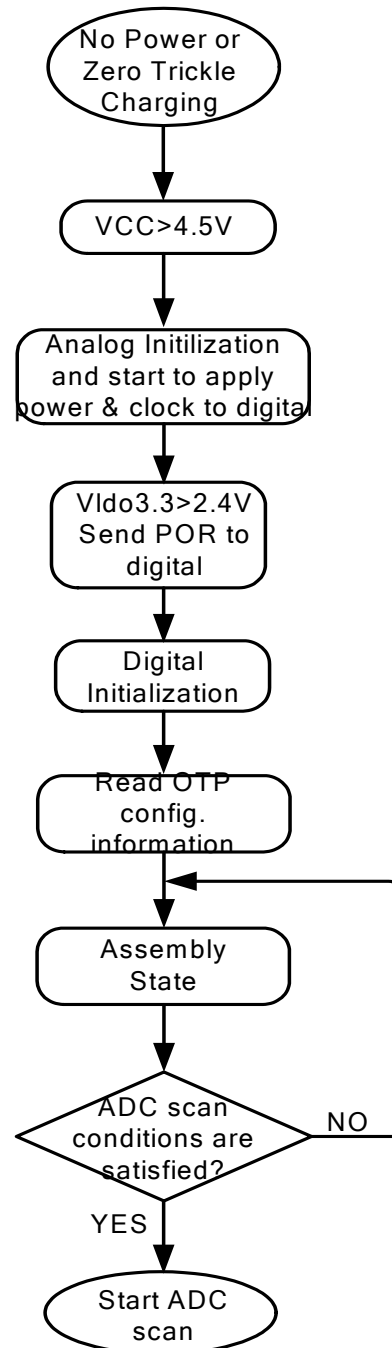 No Power or
Zero Trickle
Charging
VCC>4.5V
Analog Initilization
and start to apply
power & clock to digital
Vldo3.3>2.4V
Send POR to
digital
Digital
Initialization
Read OTP
config.
information
Assembly
State
ADC scan
conditions are
satisfied?
NO
YES
Start ADC
scan